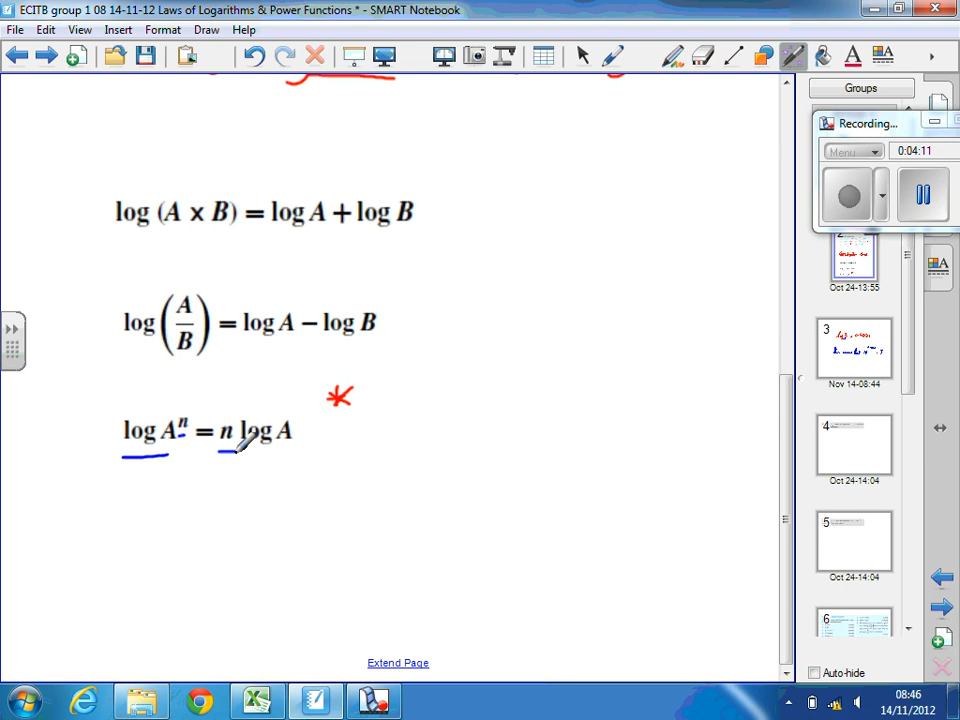 ECITB group 1 08 14-11-12 Laws of Logarithms & Power Functions * - SMART Notebook
File Edit View Insert Format Draw Help
Groups
Recording...
Menu
0:04:11
log (A x B) = log A + log B
log (A/B) = log A − log B
*
log Aⁿ = n log A
2
Oct 24-13:55
3
Nov 14-08:44
4
Oct 24-14:04
5
Oct 24-14:04
6
Extend Page
Auto-hide
08:46
14/11/2012